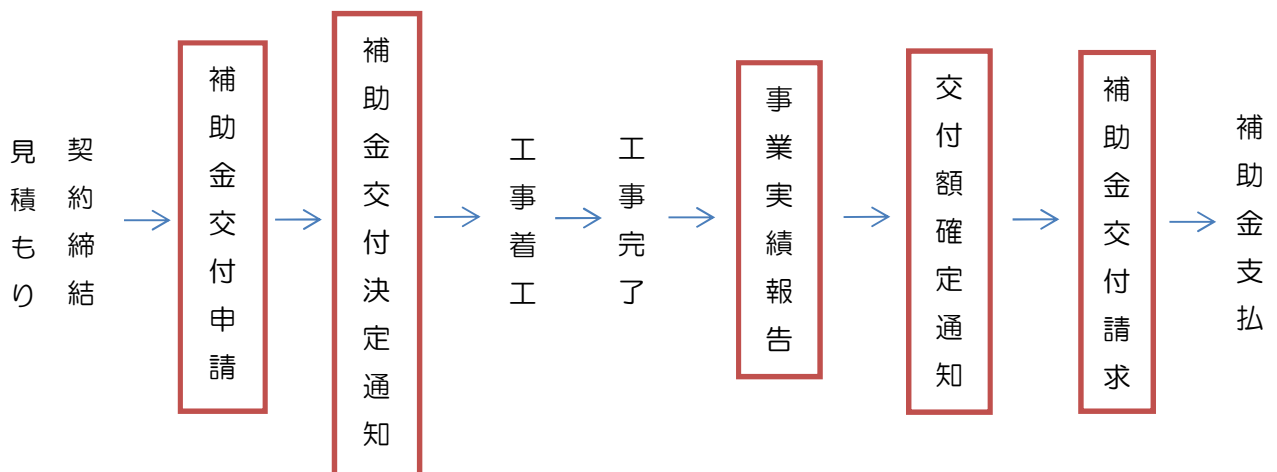 見積もり
契約締結
補助金交付申請
補助金交付決定通知
工事着工
工事完了
事業実績報告
交付額確定通知
補助金交付請求
補助金支払